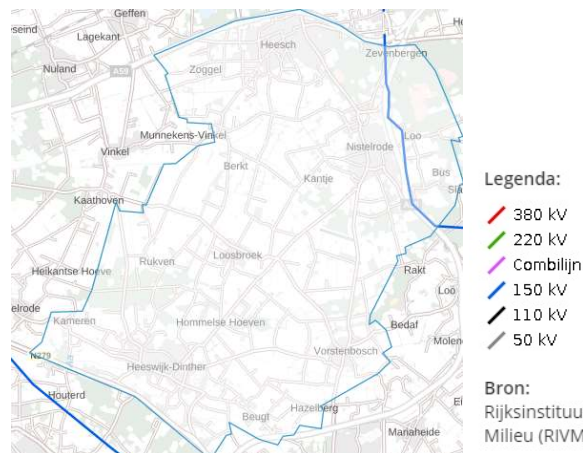 Geffen
Lagekant
Heesch
Zevenbergen
Nuland
A59
Zoggel
Munnekens-Vinkel
Vinkel
Loo
Nistelrode
Berkt
Kantje
Bus
Kaathoven
Loosbroek
Rukven
Heikantse Hoeve
Rakt
Loo
Kameren
Hommelse Hoeven
Bedaf
N279
Vorstenbosch
Heeswijk-Dinther
Houterd
Hazelberg
Beugt
Mariaheide
Legenda:
380 kV
220 kV
Combilijn
150 kV
110 kV
50 kV
Bron:
Rijksinstituu
Milieu (RIVM